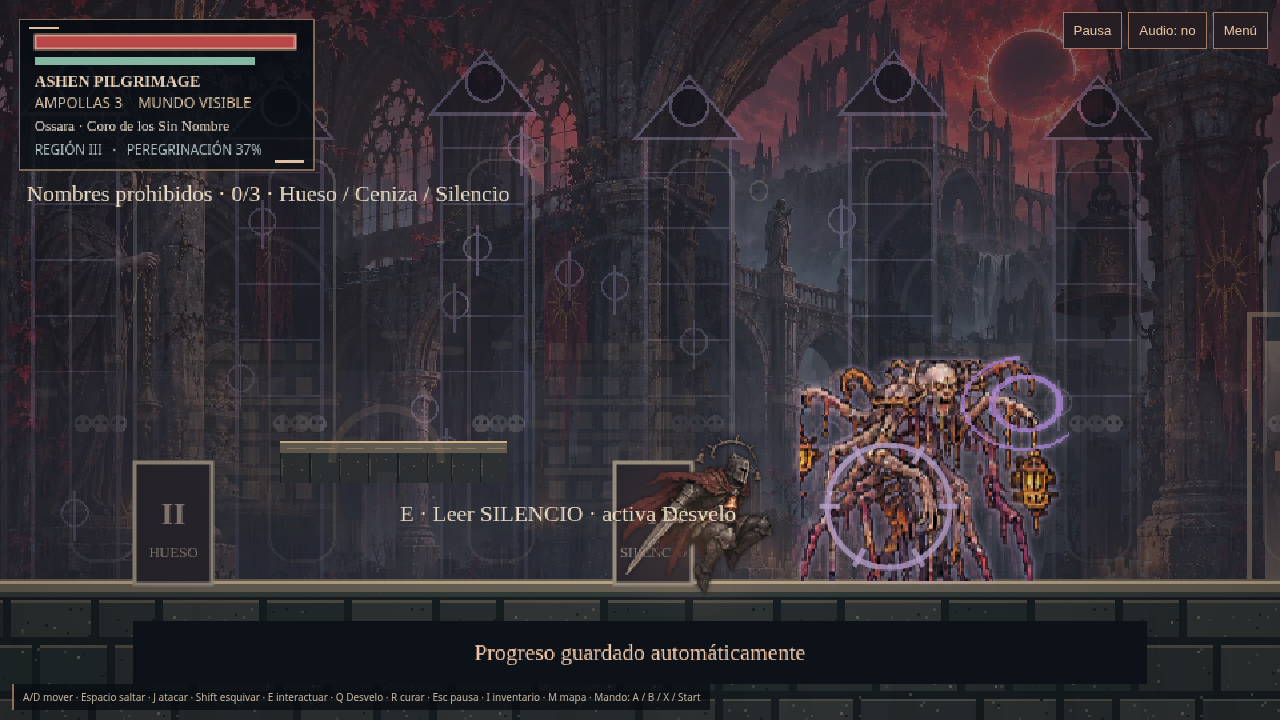 Pausa
Audio: no
Menú
ASHEN PILGRIMAGE
AMPOLLAS 3 MUNDO VISIBLE
Ossara · Coro de los Sin Nombre
REGIÓN III · PEREGRINACIÓN 37%
Nombres prohibidos · 0/3 · Hueso / Ceniza / Silencio
E · Leer SILENCIO · activa Desvelo
II
HUESO
Progreso guardado automáticamente
A/D mover · Espacio saltar · J atacar · Shift esquivar · E interactuar · Q Desvelo · R curar · Esc pausa · I inventario · M mapa · Mando: A / B / X / Start